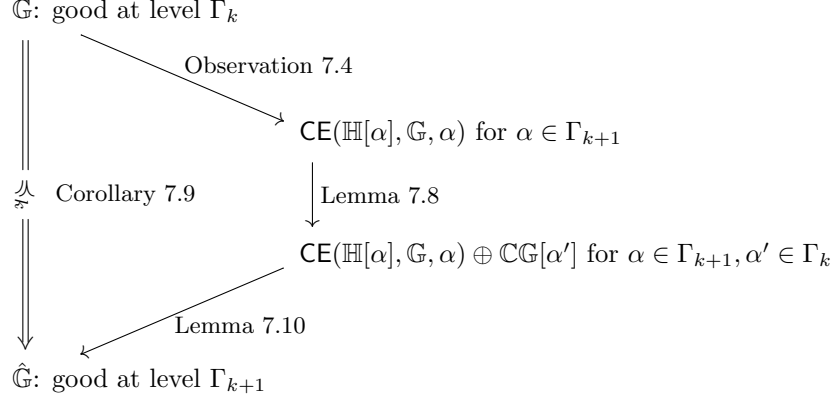 𝔾: good at level Γ_k
Observation 7.4
CE(ℍ[α], 𝔾, α) for α ∈ Γ_{k+1}
≽_k Corollary 7.9
Lemma 7.8
CE(ℍ[α], 𝔾, α) ⊕ ℂ𝔾[α′] for α ∈ Γ_{k+1}, α′ ∈ Γ_k
Lemma 7.10
𝔾̂: good at level Γ_{k+1}